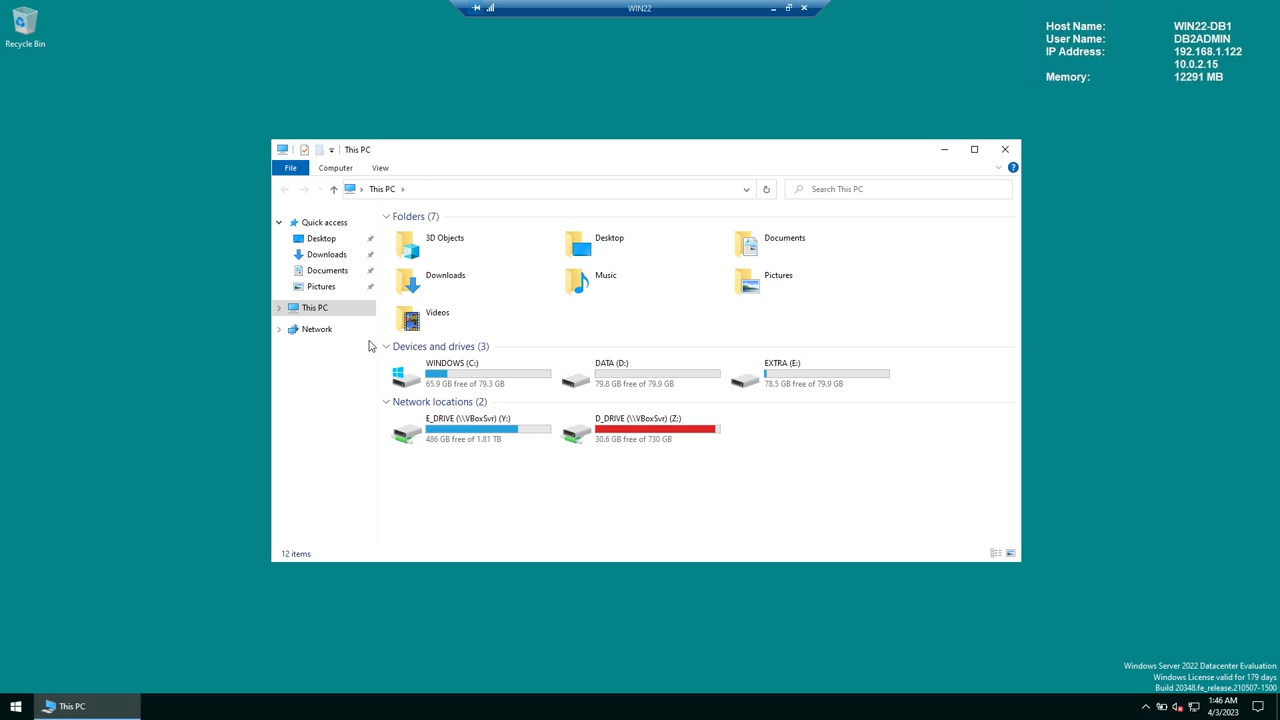 WIN22
Recycle Bin
Host Name: WIN22-DB1
User Name: DB2ADMIN
IP Address: 192.168.1.122
10.0.2.15
Memory: 12291 MB
This PC
File Computer View
This PC
Search This PC
Quick access
Desktop
Downloads
Documents
Pictures
This PC
Network
Folders (7)
3D Objects
Desktop
Documents
Downloads
Music
Pictures
Videos
Devices and drives (3)
WINDOWS (C:)
65.9 GB free of 79.3 GB
DATA (D:)
79.8 GB free of 79.9 GB
EXTRA (E:)
78.5 GB free of 79.9 GB
Network locations (2)
E_DRIVE (\\VBoxSvr) (Y:)
486 GB free of 1.81 TB
D_DRIVE (\\VBoxSvr) (Z:)
30.6 GB free of 730 GB
12 items
Windows Server 2022 Datacenter Evaluation
Windows License valid for 179 days
Build 20348.fe_release.210507-1500
This PC
1:46 AM
4/3/2023